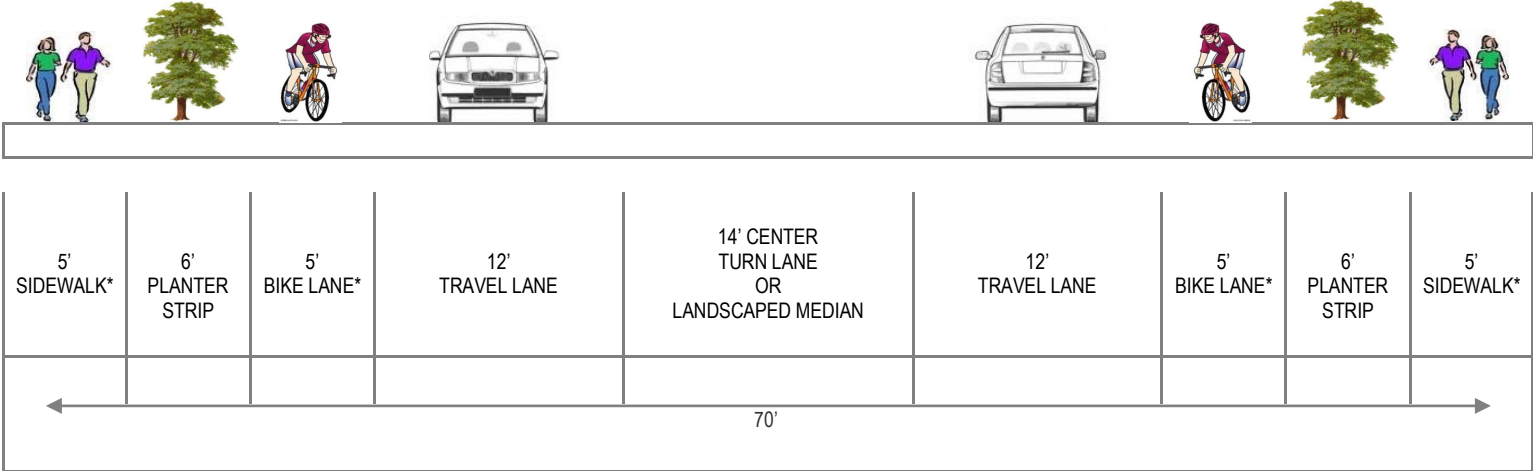 5’
SIDEWALK*
6’
PLANTER
STRIP
5’
BIKE LANE*
12’
TRAVEL LANE
14’ CENTER
TURN LANE
OR
LANDSCAPED MEDIAN
12’
TRAVEL LANE
5’
BIKE LANE*
6’
PLANTER
STRIP
5’
SIDEWALK*
70’